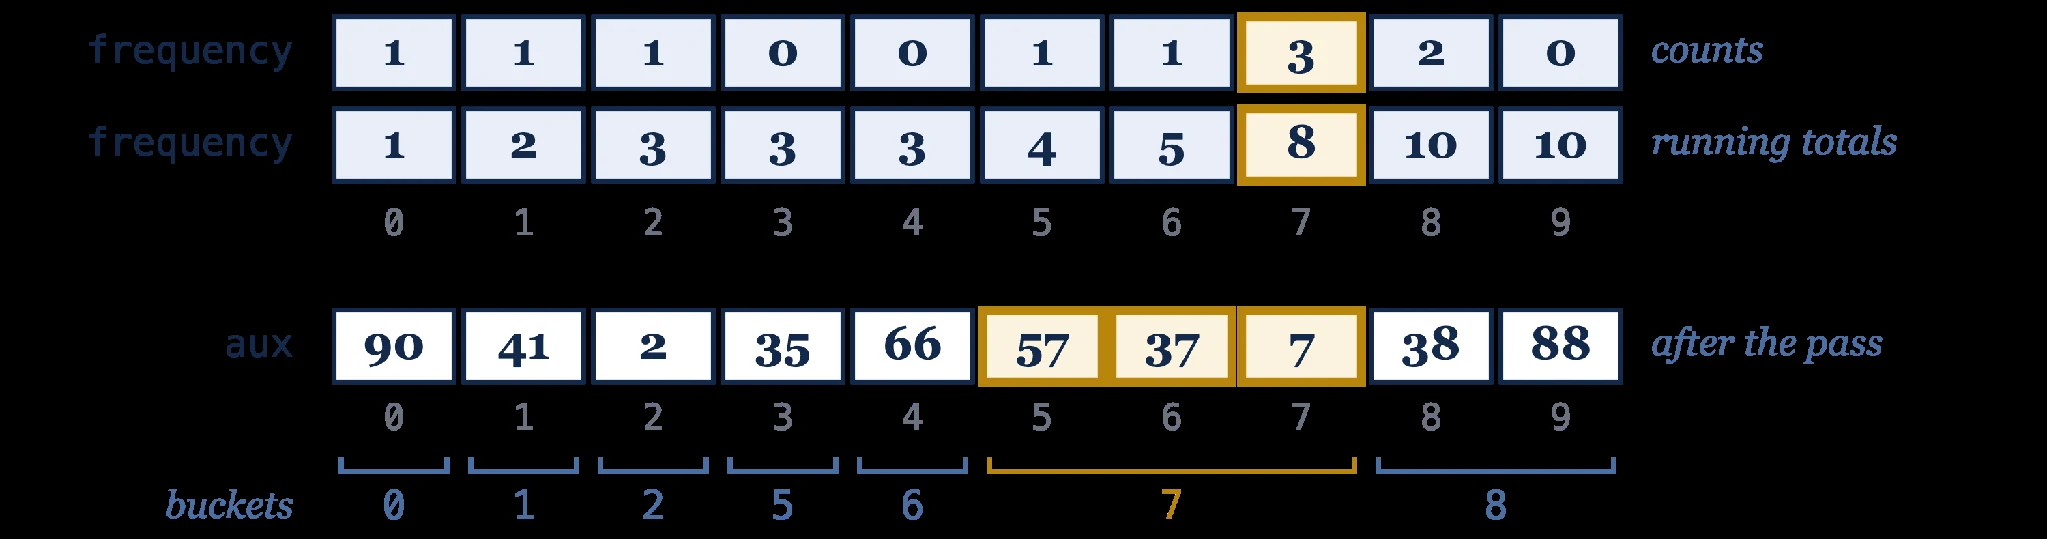 frequency 1 1 1 0 0 1 1 3 2 0 counts
frequency 1 2 3 3 3 4 5 8 10 10 running totals
0 1 2 3 4 5 6 7 8 9
aux 90 41 2 35 66 57 37 7 38 88 after the pass
0 1 2 3 4 5 6 7 8 9
buckets 0 1 2 5 6 7 8